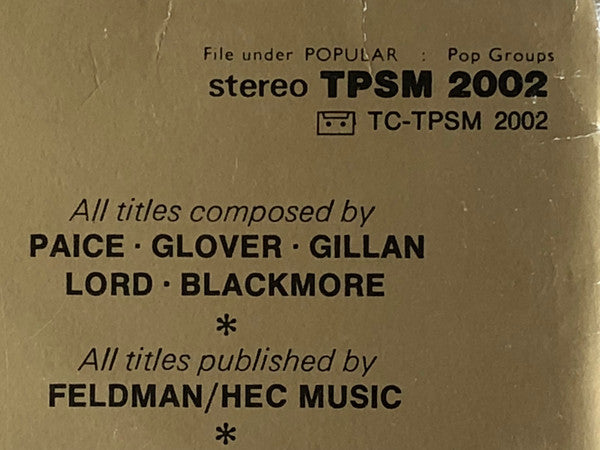 File under POPULAR : Pop Groups
stereo TPSM 2002
TC-TPSM 2002
All titles composed by
PAICE · GLOVER · GILLAN
LORD · BLACKMORE
*
All titles published by
FELDMAN/HEC MUSIC
*